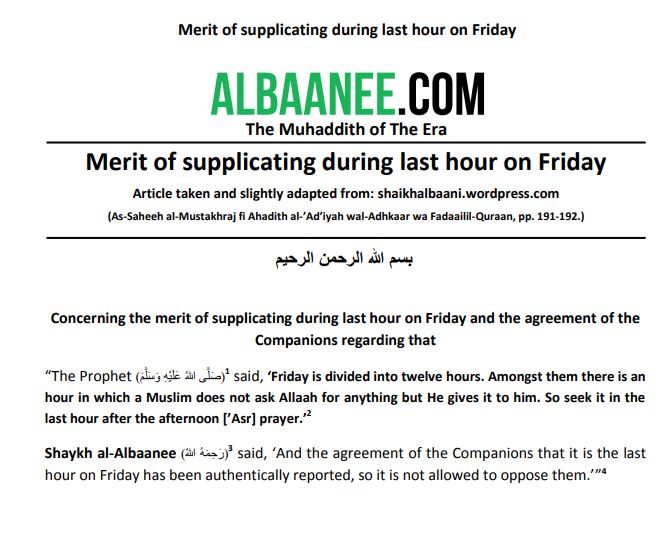 Merit of supplicating during last hour on Friday
ALBAANEE.COM
The Muhaddith of The Era
Merit of supplicating during last hour on Friday
Article taken and slightly adapted from: shaikhalbaani.wordpress.com
(As-Saheeh al-Mustakhraj fi Ahadith al-'Ad'iyah wal-Adhkaar wa Fadaailil-Quraan, pp. 191-192.)
بسم الله الرحمن الرحيم
Concerning the merit of supplicating during last hour on Friday and the agreement of the
Companions regarding that
“The Prophet (صَلَّى اللهُ عَلَيْهِ وَسَلَّمَ)¹ said, ‘Friday is divided into twelve hours. Amongst them there is an
hour in which a Muslim does not ask Allaah for anything but He gives it to him. So seek it in the
last hour after the afternoon [’Asr] prayer.’²
Shaykh al-Albaanee (رَحِمَهُ اللهُ)³ said, ‘And the agreement of the Companions that it is the last
hour on Friday has been authentically reported, so it is not allowed to oppose them.’”⁴